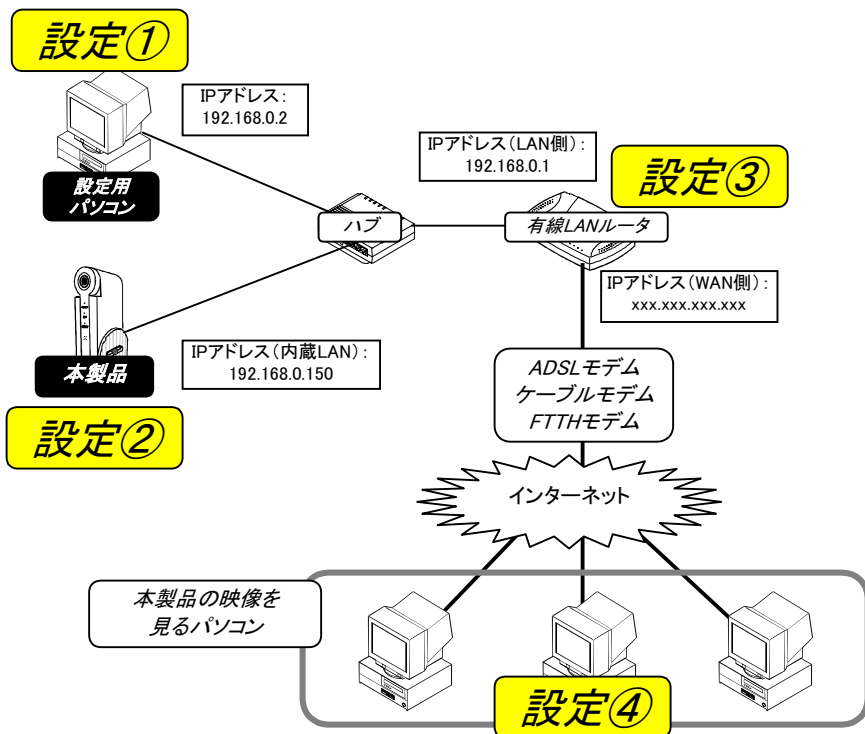 設定①
IPアドレス:
192.168.0.2
設定用
パソコン
IPアドレス(LAN側):
192.168.0.1
設定③
ハブ
有線LANルータ
IPアドレス(WAN側):
xxx.xxx.xxx.xxx
IPアドレス(内蔵LAN):
192.168.0.150
本製品
設定②
ADSLモデム
ケーブルモデム
FTTHモデム
インターネット
本製品の映像を
見るパソコン
設定④